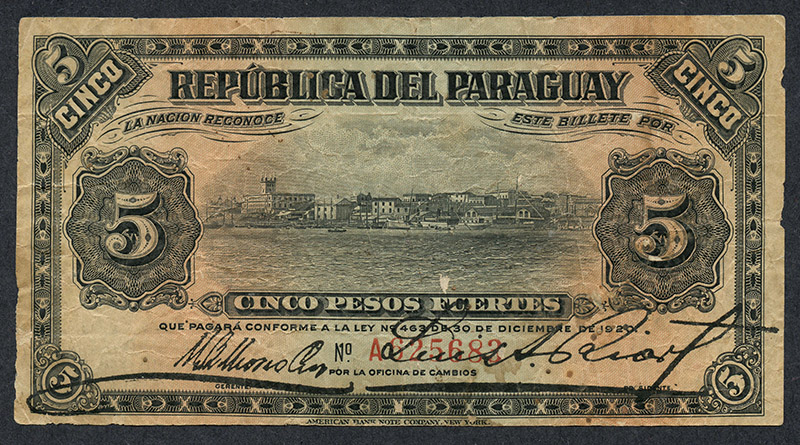 5 CINCO
5 CINCO
REPÚBLICA DEL PARAGUAY
LA NACION RECONOCE
ESTE BILLETE POR
5
5
CINCO PESOS FUERTES
QUE PAGARÁ CONFORME A LA LEY Nº 463 DE 30 DE DICIEMBRE DE 1920.
Nº A625683
POR LA OFICINA DE CAMBIOS
GERENTE
5
5
AMERICAN BANK NOTE COMPANY, NEW YORK.